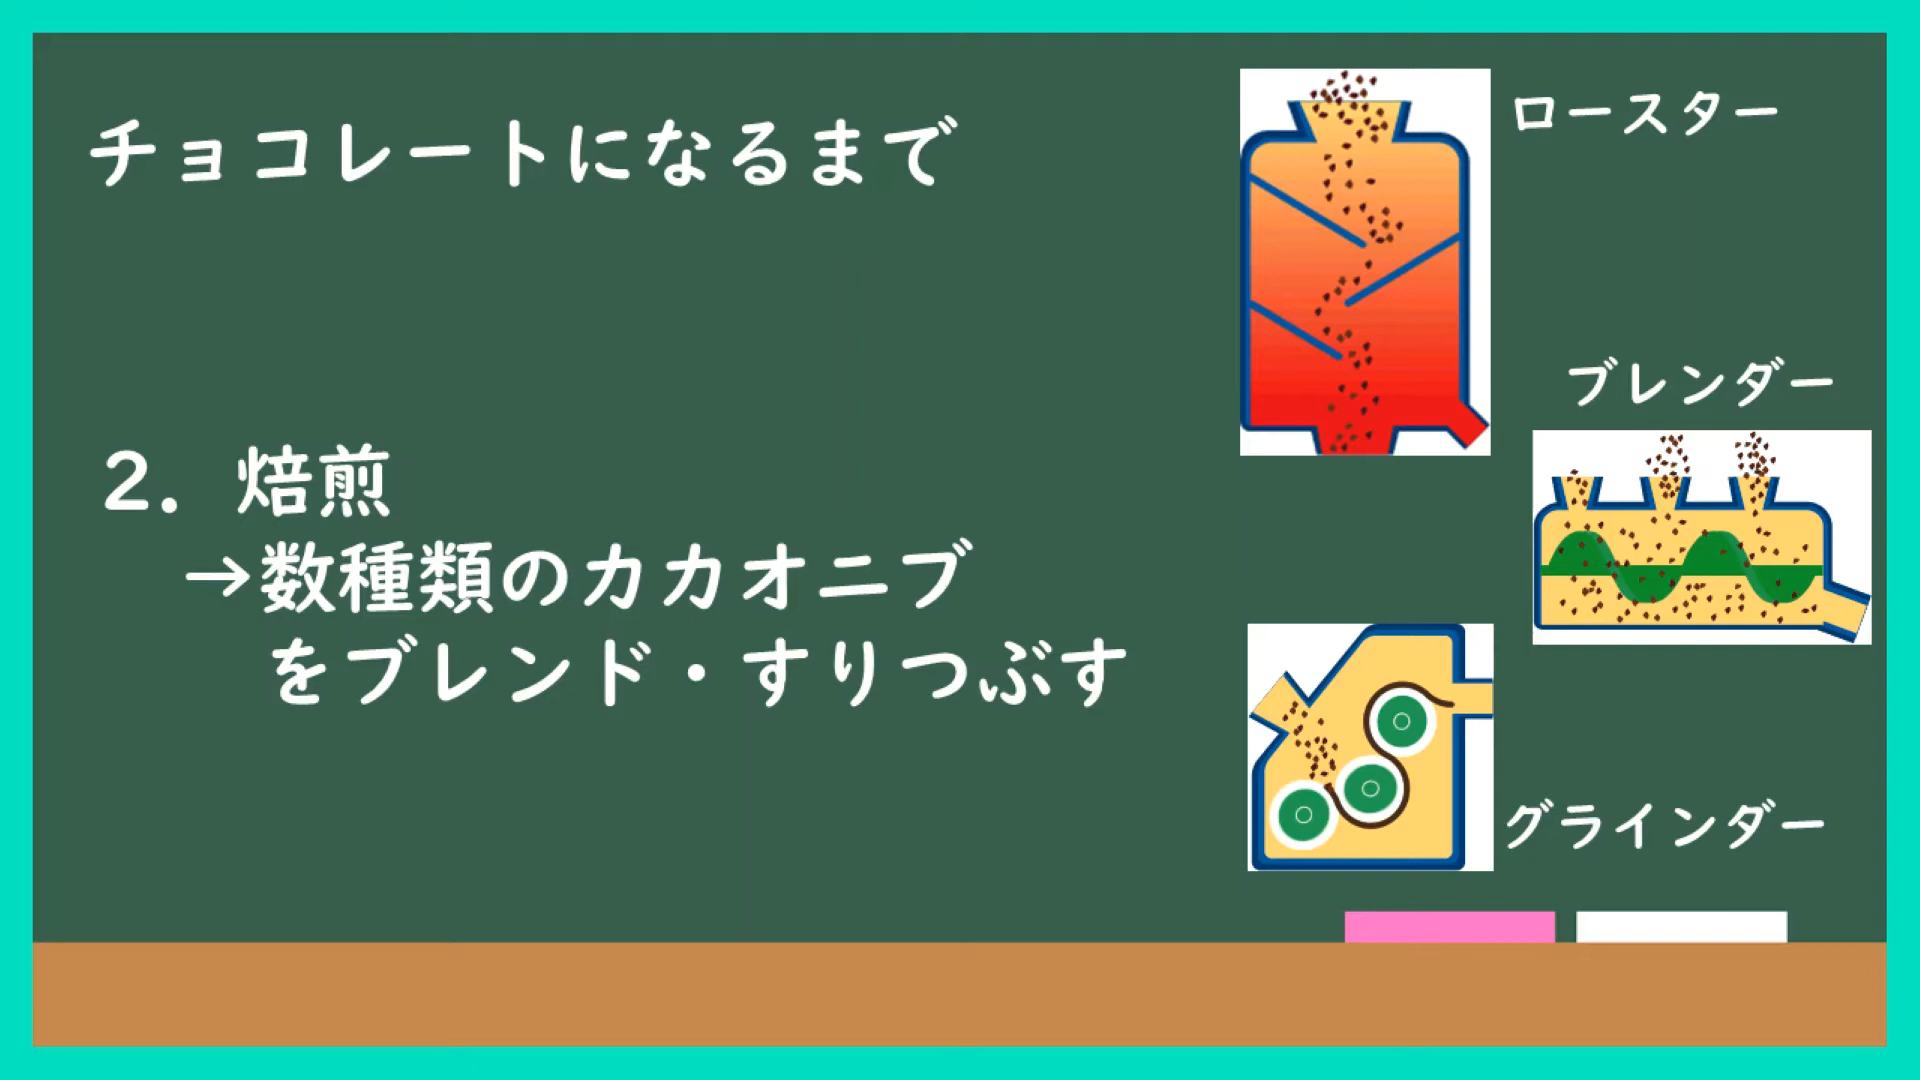 チョコレートになるまで
2. 焙煎
→数種類のカカオニブ
をブレンド・すりつぶす
ロースター
ブレンダー
グラインダー